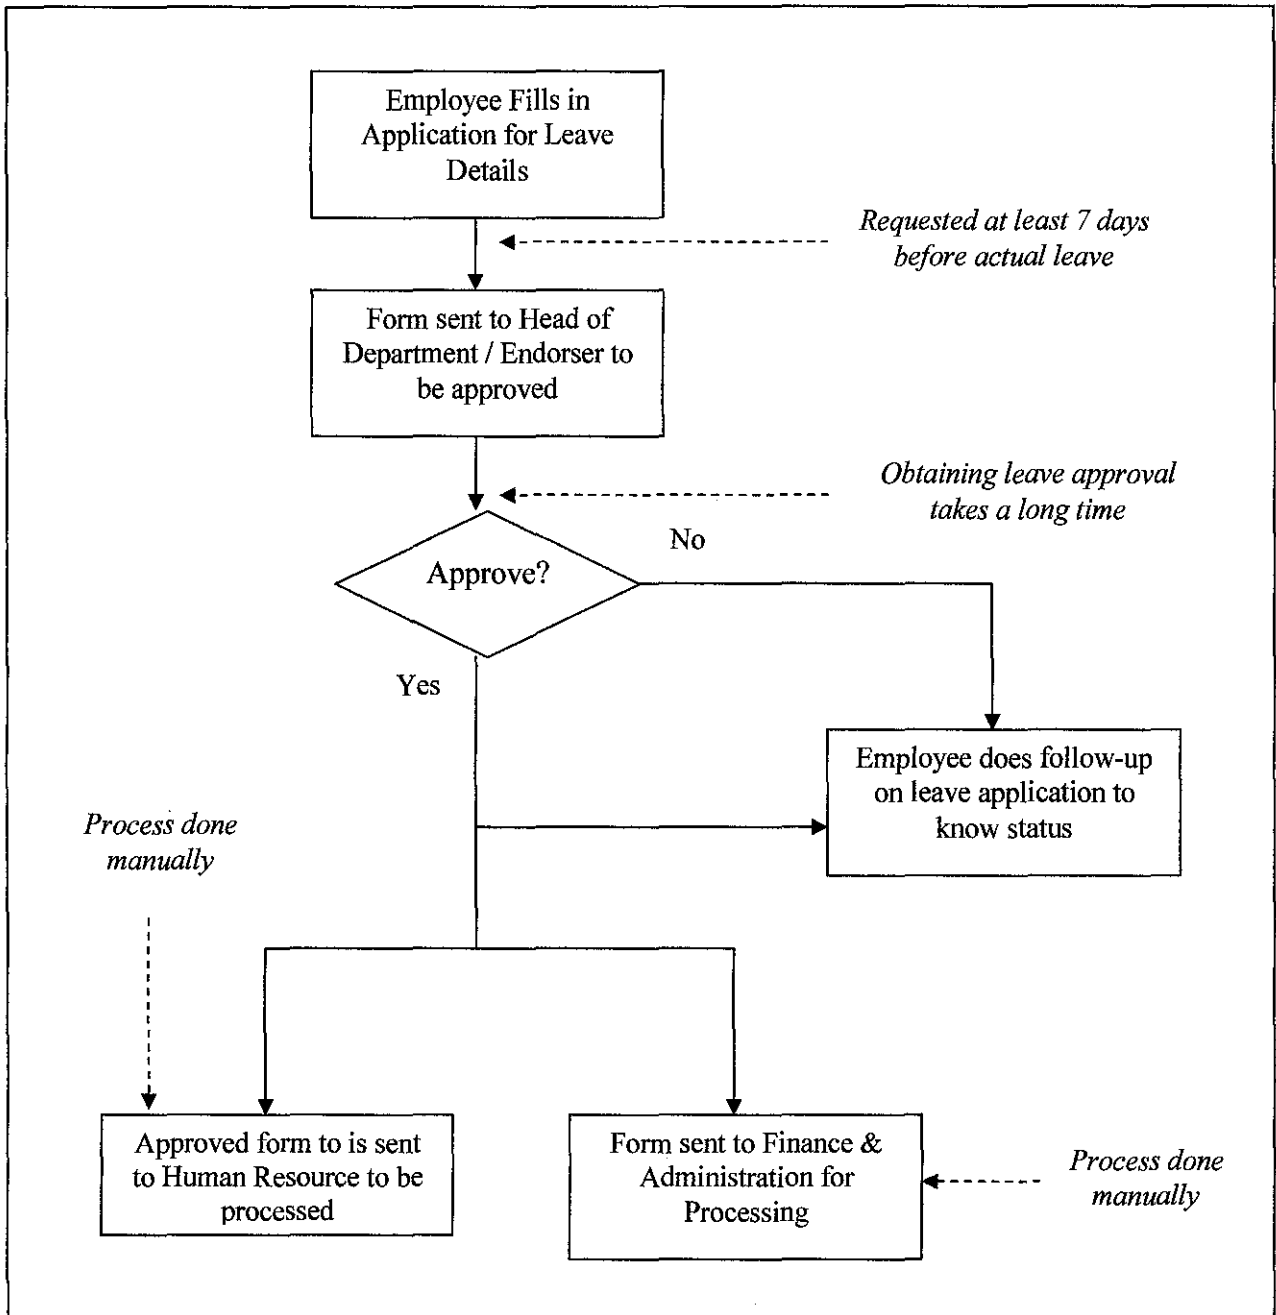 Employee Fills in
Application for Leave
Details
Requested at least 7 days
before actual leave
Form sent to Head of
Department / Endorser to
be approved
Obtaining leave approval
takes a long time
No
Approve?
Yes
Employee does follow-up
on leave application to
know status
Process done
manually
Approved form to is sent
to Human Resource to be
processed
Form sent to Finance &
Administration for
Processing
Process done
manually